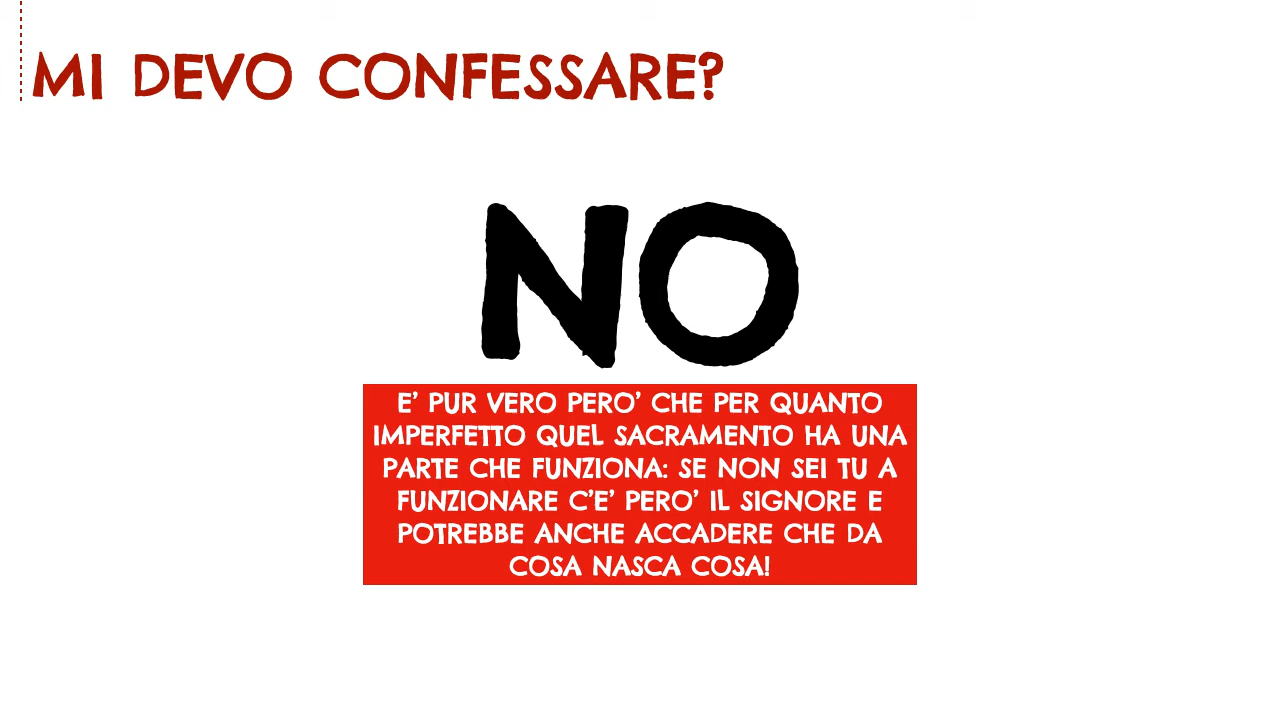 MI DEVO CONFESSARE?
NO
E' PUR VERO PERO' CHE PER QUANTO
IMPERFETTO QUEL SACRAMENTO HA UNA
PARTE CHE FUNZIONA: SE NON SEI TU A
FUNZIONARE C'E' PERO' IL SIGNORE E
POTREBBE ANCHE ACCADERE CHE DA
COSA NASCA COSA!